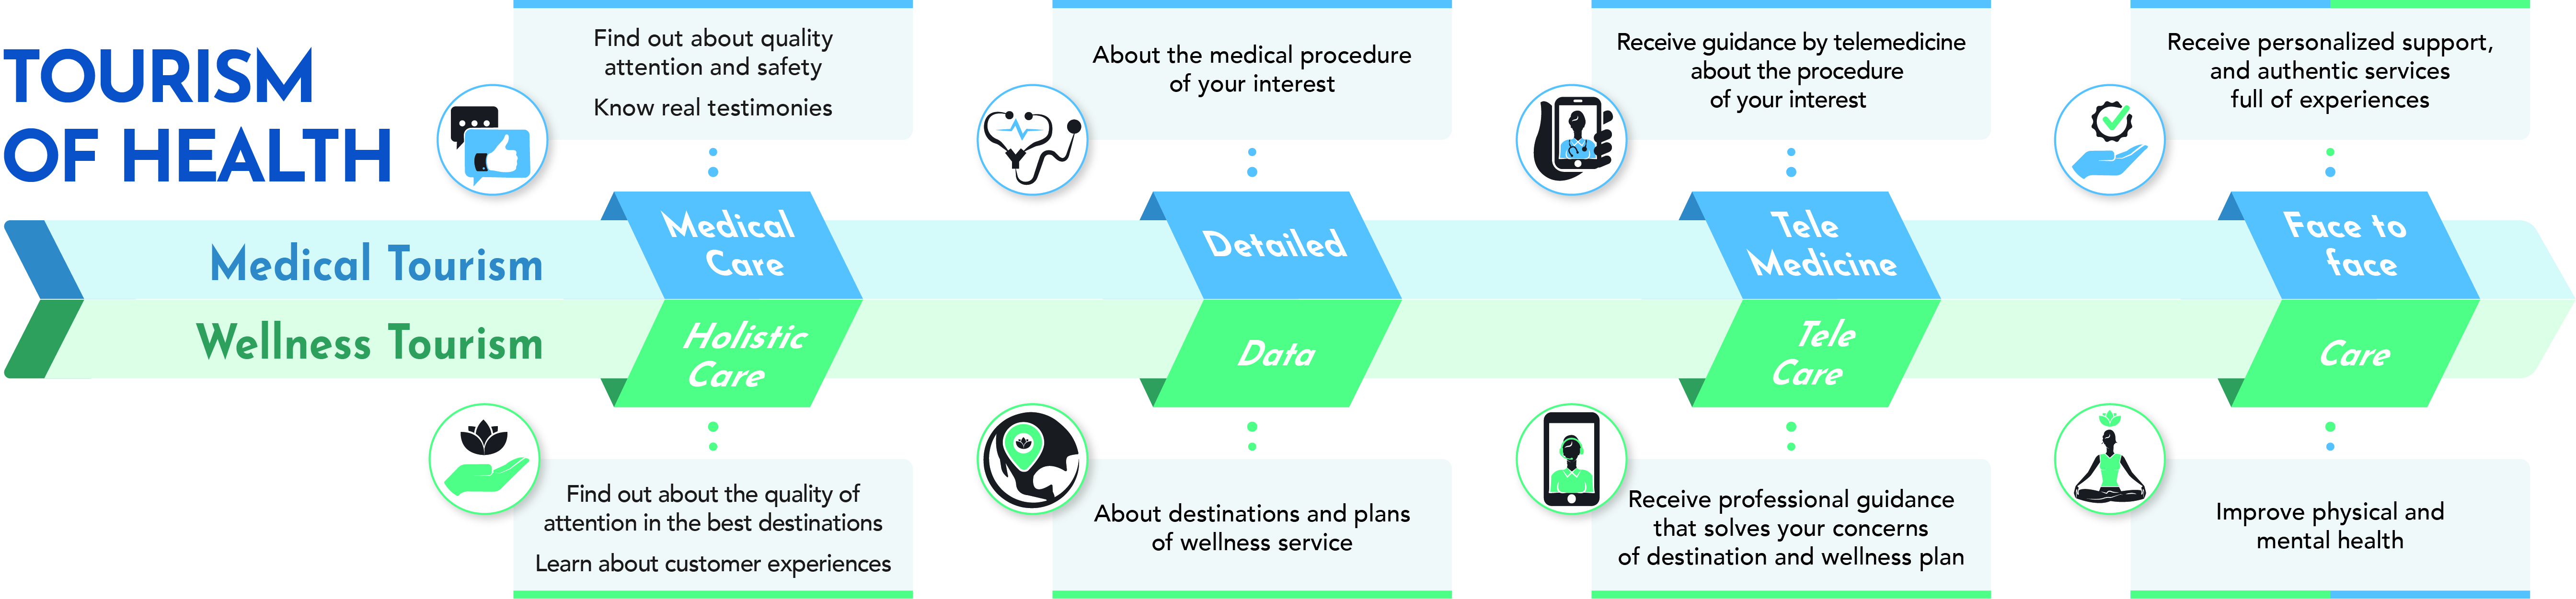 TOURISM
OF HEALTH
Find out about quality
attention and safety
Know real testimonies
About the medical procedure
of your interest
Receive guidance by telemedicine
about the procedure
of your interest
Receive personalized support,
and authentic services
full of experiences
Medical Tourism
Medical
Care
Detailed
Tele
Medicine
Face to
face
Wellness Tourism
Holistic
Care
Data
Tele
Care
Care
Find out about the quality of
attention in the best destinations
Learn about customer experiences
About destinations and plans
of wellness service
Receive professional guidance
that solves your concerns
of destination and wellness plan
Improve physical and
mental health